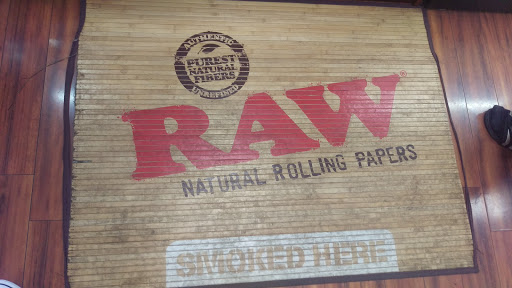 AUTHENTIC
PUREST
NATURAL
FIBERS
UNREFINED
RAW®
NATURAL ROLLING PAPERS
SMOKED HERE